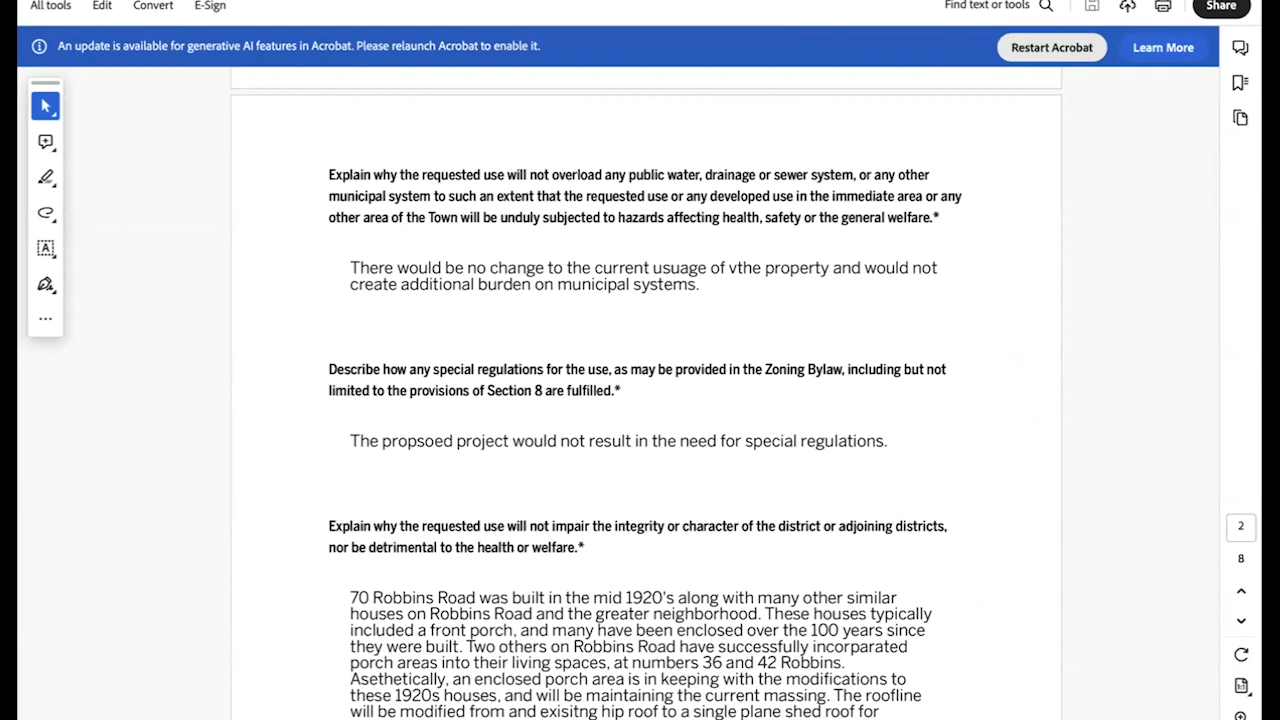 All tools Edit Convert E-Sign Find text or tools Share
An update is available for generative AI features in Acrobat. Please relaunch Acrobat to enable it. Restart Acrobat Learn More
Explain why the requested use will not overload any public water, drainage or sewer system, or any other
municipal system to such an extent that the requested use or any developed use in the immediate area or any
other area of the Town will be unduly subjected to hazards affecting health, safety or the general welfare.*
There would be no change to the current usuage of vthe property and would not
create additional burden on municipal systems.
Describe how any special regulations for the use, as may be provided in the Zoning Bylaw, including but not
limited to the provisions of Section 8 are fulfilled.*
The propsoed project would not result in the need for special regulations.
Explain why the requested use will not impair the integrity or character of the district or adjoining districts,
nor be detrimental to the health or welfare.*
2
8
70 Robbins Road was built in the mid 1920's along with many other similar
houses on Robbins Road and the greater neighborhood. These houses typically
included a front porch, and many have been enclosed over the 100 years since
they were built. Two others on Robbins Road have successfully incorparated
porch areas into their living spaces, at numbers 36 and 42 Robbins.
Asethetically, an enclosed porch area is in keeping with the modifications to
these 1920s houses, and will be maintaining the current massing. The roofline
will be modified from and exisitng hip roof to a single plane shed roof for